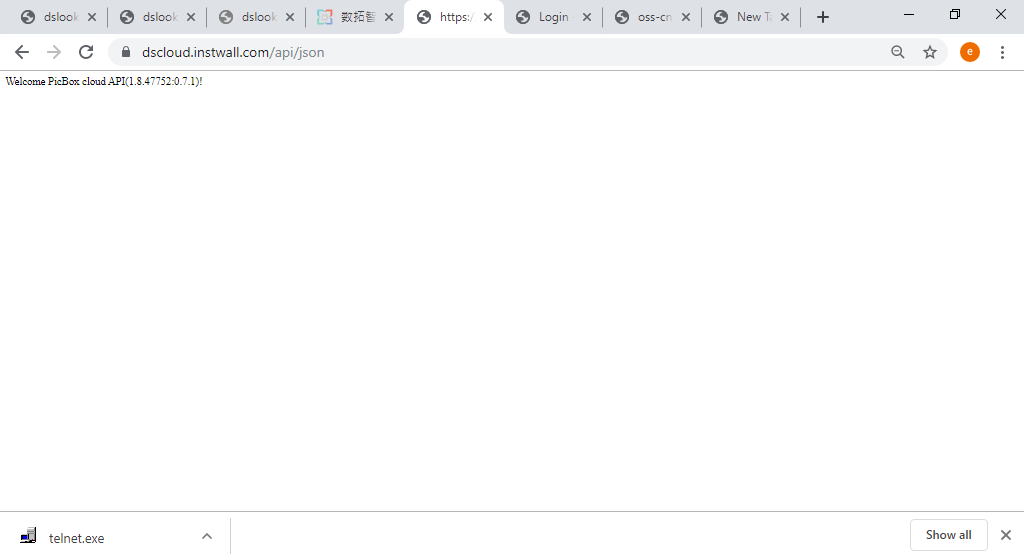 dslook
dslook
dslook
数拓智
https:/
Login
oss-cn
New Ta
dscloud.instwall.com/api/json
e
Welcome PicBox cloud API(1.8.47752:0.7.1)!
telnet.exe
Show all